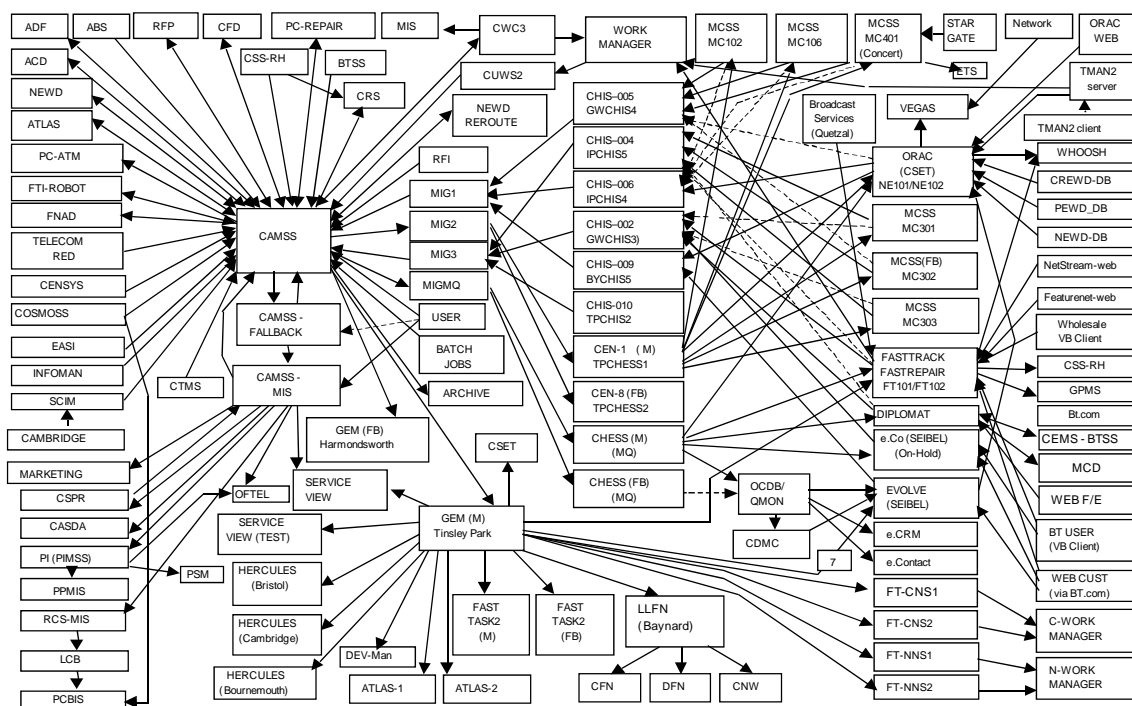 ADF
ABS
RFP
CFD
PC-REPAIR
MIS
CWC3
WORK
MANAGER
MCSS
MC102
MCSS
MC106
MCSS
MC401
(Concert)
STAR
GATE
Network
ORAC
WEB
ACD
CSS-RH
BTSS
CUWS2
ETS
TMAN2
server
NEWD
CRS
NEWD
REROUTE
CHIS–005
GWCHIS4
Broadcast
Services
(Quetzal)
VEGAS
TMAN2 client
ATLAS
CHIS–004
IPCHIS5
WHOOSH
PC-ATM
RFI
ORAC
(CSET)
NE101/NE102
CREWD-DB
FTI-ROBOT
MIG1
CHIS–006
IPCHIS4
PEWD_DB
FNAD
MIG2
CHIS–002
GWCHIS3)
MCSS
MC301
NEWD-DB
TELECOM
RED
CAMSS
MIG3
CHIS–009
BYCHIS5
MCSS(FB)
MC302
NetStream-web
CENSYS
MIGMQ
CHIS-010
TPCHIS2
MCSS
MC303
Featurenet-web
COSMOSS
CAMSS -
FALLBACK
USER
Wholesale
VB Client
EASI
BATCH
JOBS
CEN-1 (M)
TPCHESS1
FASTTRACK
FASTREPAIR
FT101/FT102
CSS-RH
INFOMAN
CTMS
CAMSS -
MIS
ARCHIVE
CEN-8 (FB)
TPCHESS2
GPMS
SCIM
DIPLOMAT
Bt.com
CAMBRIDGE
GEM (FB)
Harmondsworth
CSET
CHESS (M)
(MQ)
e.Co (SEIBEL)
(On-Hold)
CEMS - BTSS
MARKETING
MCD
CSPR
OFTEL
SERVICE
VIEW
CHESS (FB)
(MQ)
OCDB/
QMON
EVOLVE
(SEIBEL)
WEB F/E
CASDA
SERVICE
VIEW (TEST)
GEM (M)
Tinsley Park
CDMC
e.CRM
BT USER
(VB Client)
PI (PIMSS)
PSM
HERCULES
(Bristol)
7
e.Contact
WEB CUST
(via BT.com)
PPMIS
FAST
TASK2
(M)
FAST
TASK2
(FB)
LLFN
(Baynard)
FT-CNS1
RCS-MIS
HERCULES
(Cambridge)
FT-CNS2
C-WORK
MANAGER
LCB
DEV-Man
FT-NNS1
PCBIS
HERCULES
(Bournemouth)
ATLAS-1
ATLAS-2
CFN
DFN
CNW
FT-NNS2
N-WORK
MANAGER